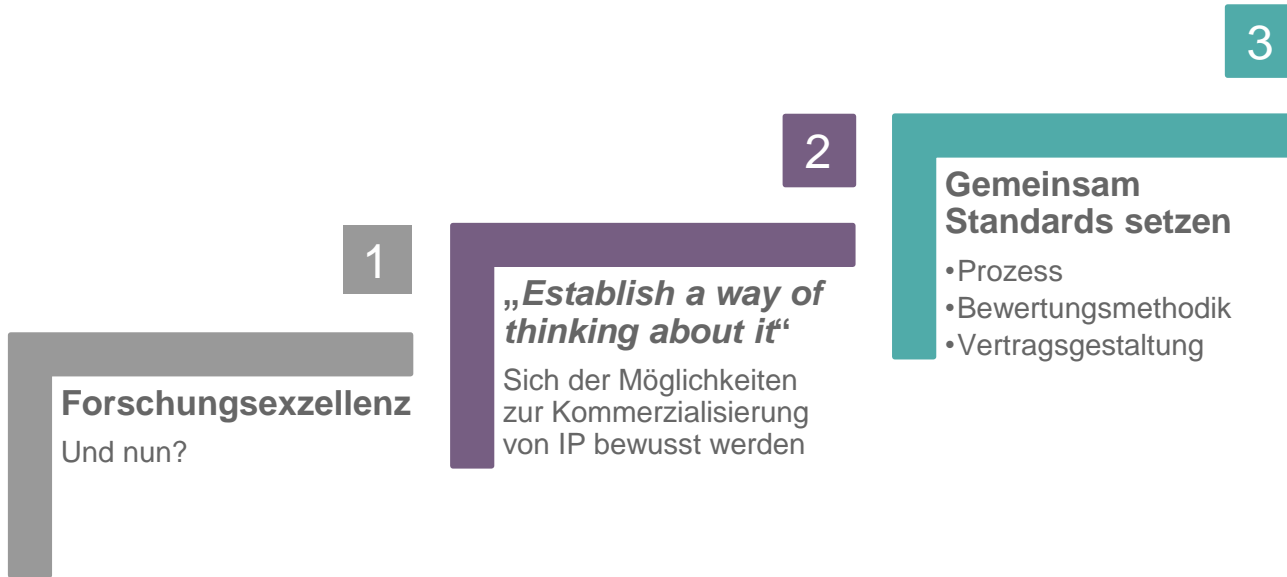 1
Forschungsexzellenz
Und nun?
2
„Establish a way of
thinking about it“
Sich der Möglichkeiten
zur Kommerzialisierung
von IP bewusst werden
3
Gemeinsam
Standards setzen
•Prozess
•Bewertungsmethodik
•Vertragsgestaltung